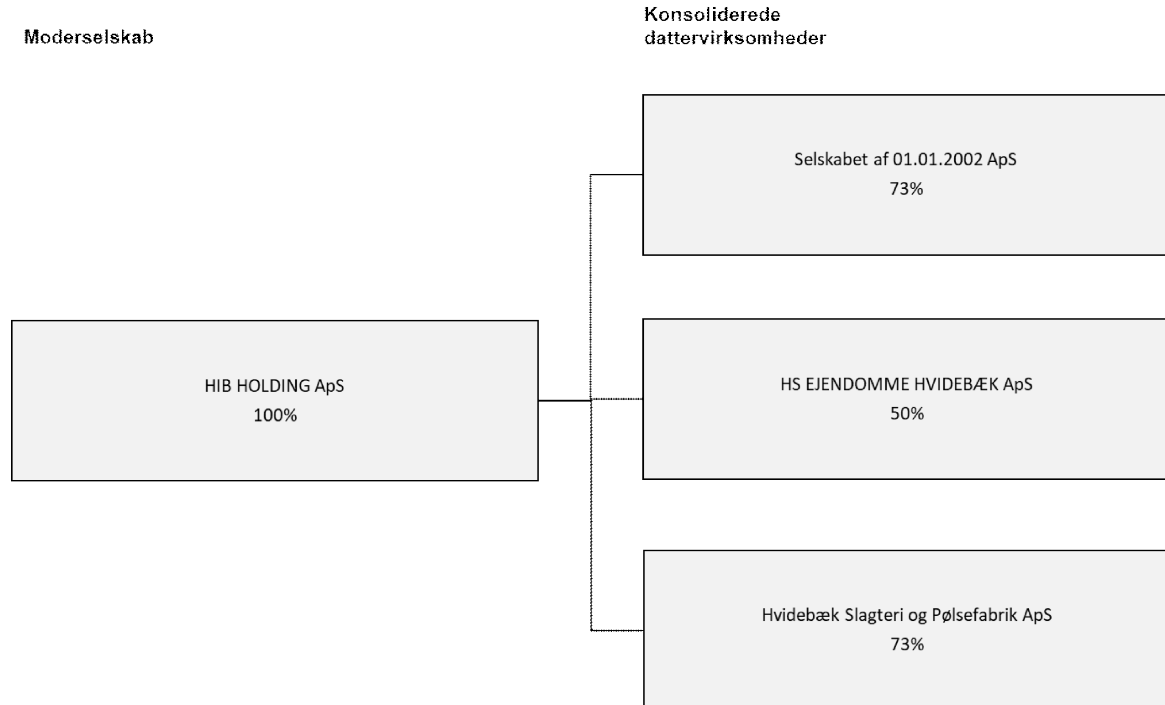 Moderselskab
Konsoliderede
dattervirksomheder
Selskabet af 01.01.2002 ApS
73%
HIB HOLDING ApS
100%
HS EJENDOMME HVIDEBÆK ApS
50%
Hvidebæk Slagteri og Pølsefabrik ApS
73%